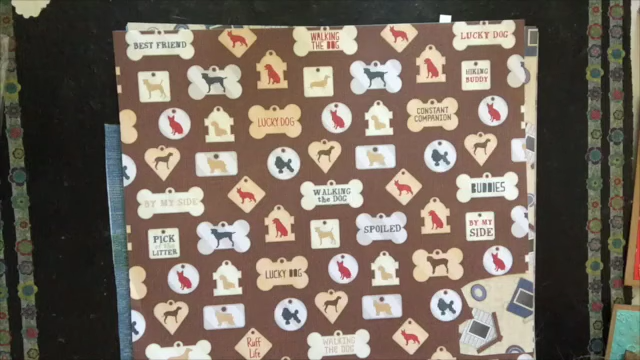 BEST FRIEND
WALKING
THE DOG
LUCKY DOG
HIKING
BUDDY
LUCKY DOG
CONSTANT
COMPANION
BY MY SIDE
WALKING
the DOG
BUDDIES
PICK
of the
LITTER
SPOILED
BY MY
SIDE
LUCKY DOG
Ruff
Life
WALKING
THE DOG